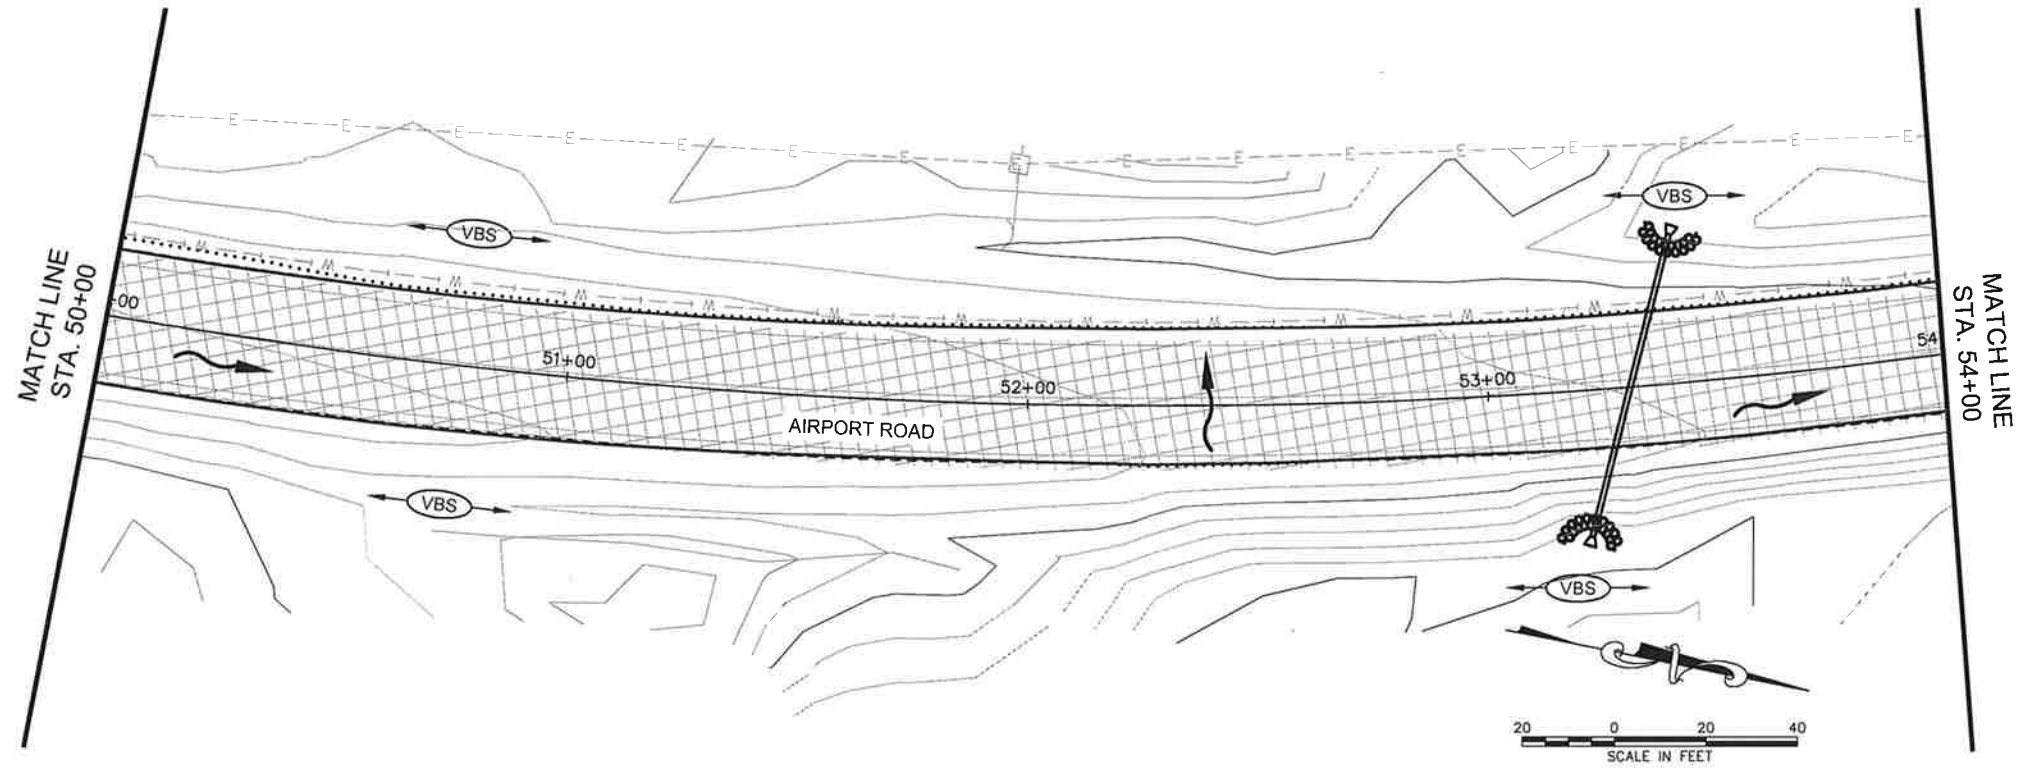 E E E E E E E E E E E E E E E E
VBS
VBS
W W W W W W W W W W W W W W
MATCH LINE
STA. 50+00
+00
51+00
52+00
53+00
54
MATCH LINE
STA. 54+00
AIRPORT ROAD
VBS
VBS
20 0 20 40
SCALE IN FEET